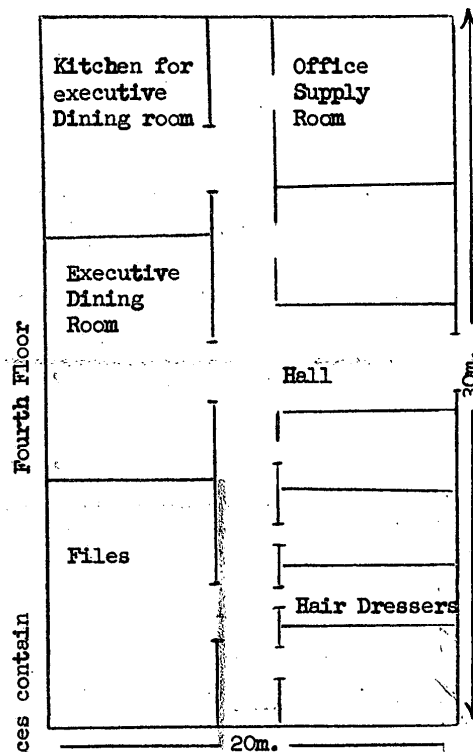 Kitchen for
executive
Dining room
Office
Supply
Room
Executive
Dining
Room
Hall
Files
Hair Dressers
20m.
Fourth Floor
ces contain